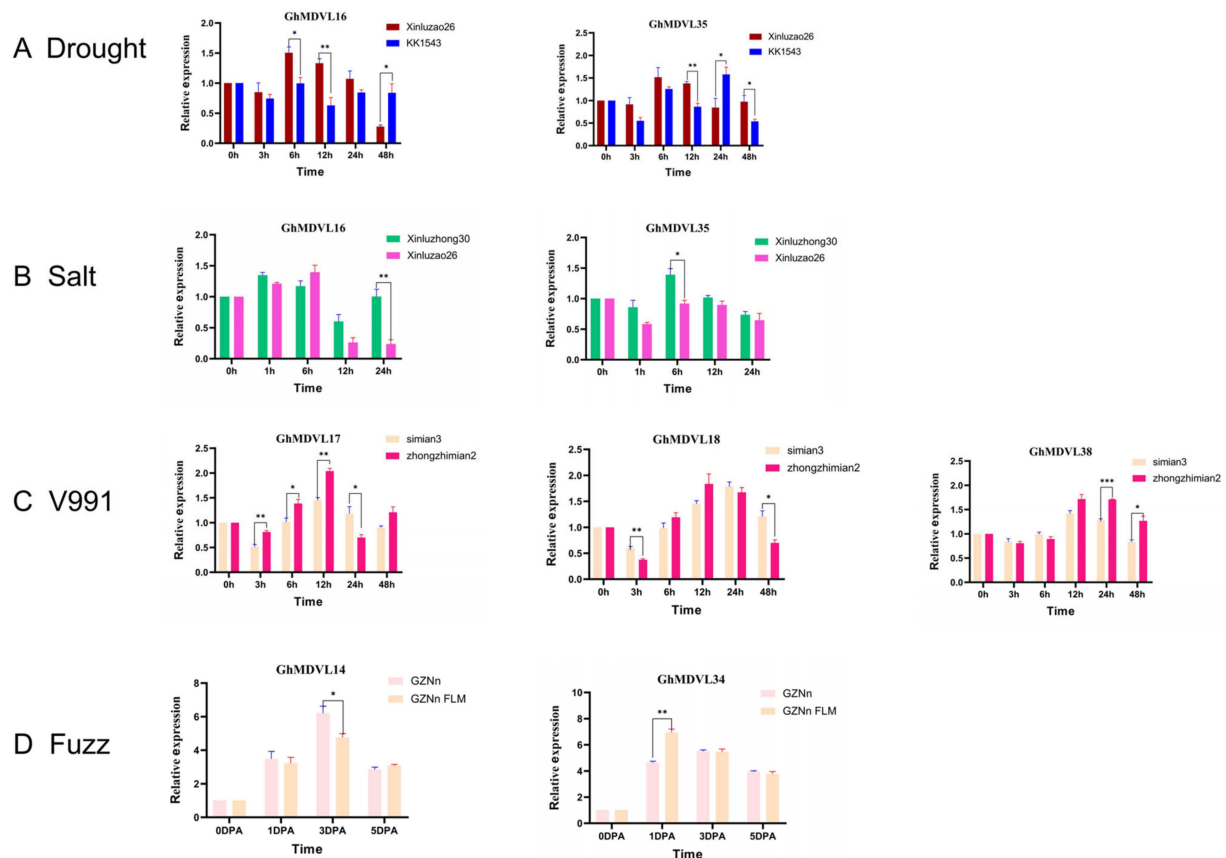 A Drought
GhMDVL16
Xinluzao26
KK1543
Relative expression
2.0
1.5
1.0
0.5
0.0
* ** *
0h 3h 6h 12h 24h 48h
Time
GhMDVL35
Xinluzao26
KK1543
Relative expression
2.5
2.0
1.5
1.0
0.5
0.0
** * *
0h 3h 6h 12h 24h 48h
Time
B Salt
GhMDVL16
Xinluzhong30
Xinluzao26
Relative expression
2.0
1.5
1.0
0.5
0.0
**
0h 1h 6h 12h 24h
Time
GhMDVL35
Xinluzhong30
Xinluzao26
Relative expression
2.0
1.5
1.0
0.5
0.0
*
0h 1h 6h 12h 24h
Time
C V991
GhMDVL17
simian3
zhongzhimian2
Relative expression
2.5
2.0
1.5
1.0
0.5
0.0
** * ** *
0h 3h 6h 12h 24h 48h
Time
GhMDVL18
simian3
zhongzhimian2
Relative expression
2.5
2.0
1.5
1.0
0.5
0.0
** *
0h 3h 6h 12h 24h 48h
Time
GhMDVL38
simian3
zhongzhimian2
Relative expression
2.5
2.0
1.5
1.0
0.5
0.0
*** *
0h 3h 6h 12h 24h 48h
Time
D Fuzz
GhMDVL14
GZNn
GZNn FLM
Relative expression
8
6
4
2
0
*
0DPA 1DPA 3DPA 5DPA
Time
GhMDVL34
GZNn
GZNn FLM
Relative expression
10
8
6
4
2
0
**
0DPA 1DPA 3DPA 5DPA
Time